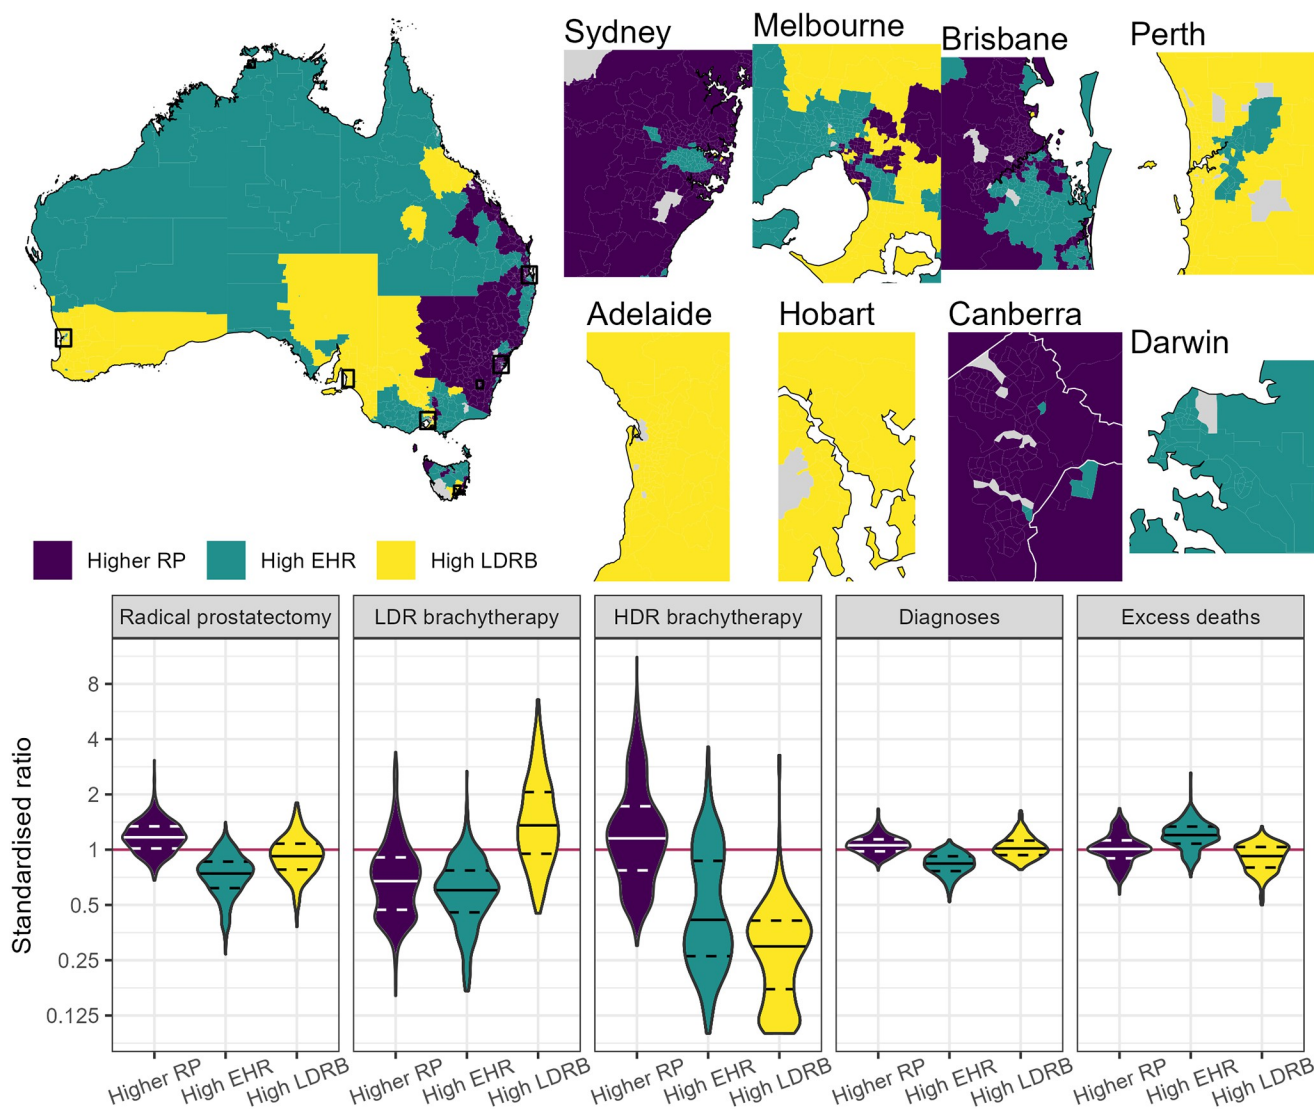 Sydney
Melbourne
Brisbane
Perth
Adelaide
Hobart
Canberra
Darwin
Higher RP
High EHR
High LDRB
Radical prostatectomy
LDR brachytherapy
HDR brachytherapy
Diagnoses
Excess deaths
Standardised ratio
8
4
2
1
0.5
0.25
0.125
Higher RP
High EHR
High LDRB
Higher RP
High EHR
High LDRB
Higher RP
High EHR
High LDRB
Higher RP
High EHR
High LDRB
Higher RP
High EHR
High LDRB